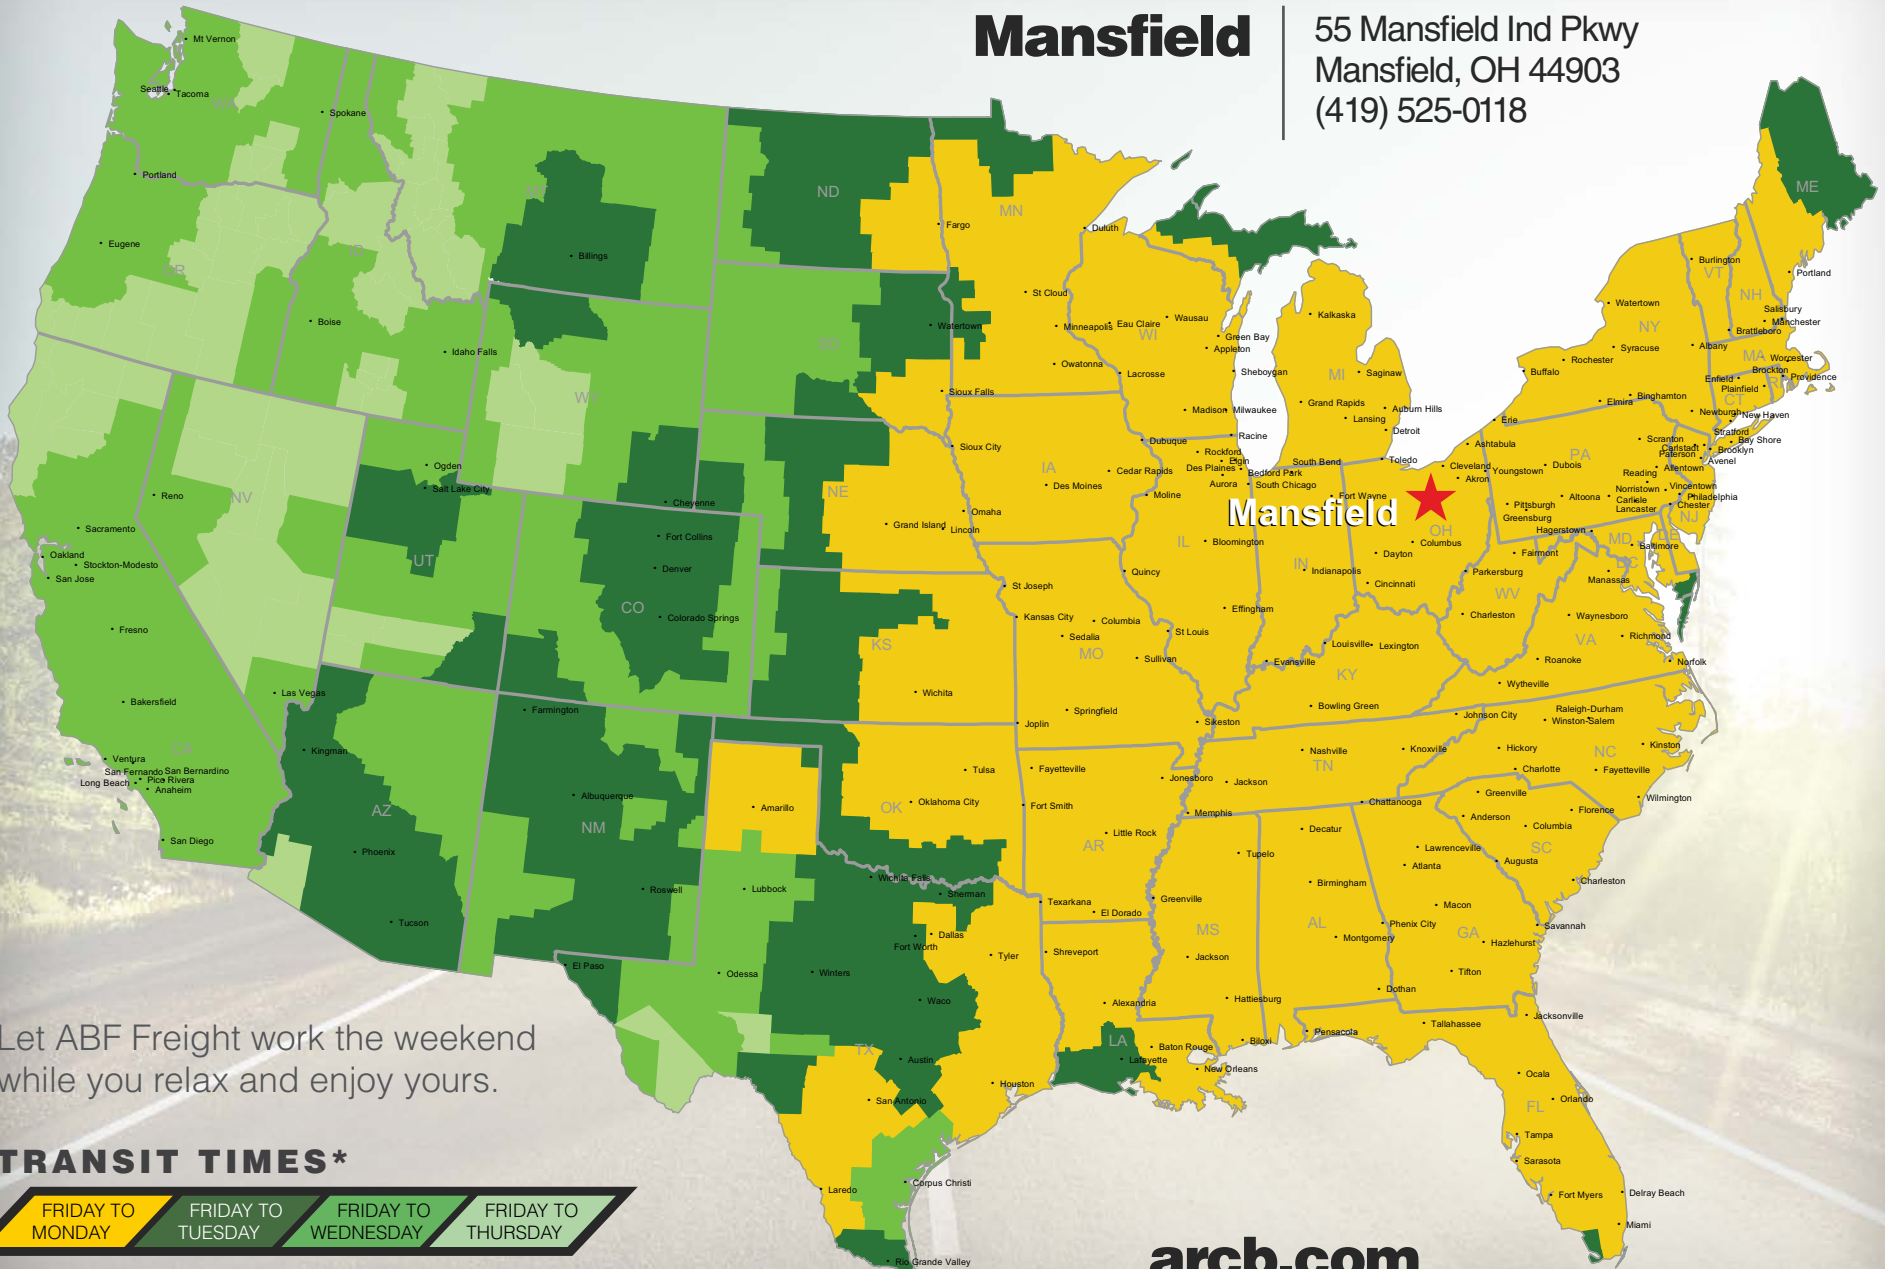 Mansfield
55 Mansfield Ind Pkwy
Mansfield, OH 44903
(419) 525-0118
Mt Vernon
Seattle
Tacoma
WA
Spokane
Portland
Eugene
OR
MT
Billings
ID
Boise
Idaho Falls
WY
Cheyenne
ND
Fargo
SD
Watertown
Sioux Falls
MN
Duluth
St Cloud
Minneapolis
Owatonna
Eau Claire
Wausau
WI
Green Bay
Appleton
Lacrosse
Sheboygan
Madison
Milwaukee
Racine
MI
Kalkaska
Saginaw
Grand Rapids
Lansing
Auburn Hills
Detroit
ME
Portland
Burlington
VT
NH
Salisbury
Manchester
Brattleboro
Watertown
NY
Syracuse
Rochester
Buffalo
Albany
MA
Worcester
Brockton
Providence
RI
Enfield
Plainfield
CT
New Haven
Newburgh
Binghamton
Elmira
Stratford
Bay Shore
Brooklyn
Carlstadt
Paterson
Avenel
Erie
Scranton
PA
Dubois
Allentown
Reading
Norristown
Vincentown
Philadelphia
Carlisle
Lancaster
Chester
NJ
Altoona
Pittsburgh
Greensburg
Hagerstown
MD
DE
Baltimore
DC
Manassas
Ashtabula
Cleveland
Youngstown
Akron
Toledo
Mansfield
OH
Columbus
Dayton
Cincinnati
Fairmont
Parkersburg
WV
Charleston
Waynesboro
VA
Richmond
Norfolk
Roanoke
Wytheville
South Bend
Fort Wayne
IN
Indianapolis
Evansville
Dubuque
Rockford
Elgin
Des Plaines
Bedford Park
Aurora
South Chicago
Moline
IL
Bloomington
Quincy
Effingham
IA
Cedar Rapids
Des Moines
Sioux City
NE
Omaha
Grand Island
Lincoln
St Joseph
Kansas City
Columbia
Sedalia
MO
St Louis
Sullivan
Springfield
Joplin
Sikeston
Louisville
Lexington
KY
Bowling Green
KS
Wichita
Reno
NV
Las Vegas
Ogden
Salt Lake City
UT
Fort Collins
Denver
CO
Colorado Springs
Sacramento
Oakland
Stockton-Modesto
San Jose
Fresno
Bakersfield
CA
Ventura
San Fernando
San Bernardino
Long Beach
Pico Rivera
Anaheim
San Diego
Kingman
AZ
Phoenix
Tucson
Farmington
Albuquerque
NM
Roswell
Amarillo
Lubbock
Odessa
El Paso
Wichita Falls
Sherman
Dallas
Fort Worth
Tyler
Winters
Waco
TX
Austin
San Antonio
Houston
Laredo
Corpus Christi
Rio Grande Valley
Tulsa
OK
Oklahoma City
Fayetteville
Fort Smith
Jonesboro
Little Rock
AR
Texarkana
El Dorado
Shreveport
Alexandria
LA
Lafayette
Baton Rouge
New Orleans
Nashville
TN
Knoxville
Johnson City
Jackson
Memphis
Chattanooga
Tupelo
Greenville
MS
Jackson
Hattiesburg
Biloxi
Decatur
Birmingham
AL
Montgomery
Phenix City
Dothan
Pensacola
Lawrenceville
Atlanta
Augusta
Macon
GA
Hazlehurst
Savannah
Tifton
Raleigh-Durham
Winston-Salem
NC
Kinston
Hickory
Charlotte
Fayetteville
Wilmington
Greenville
Anderson
Florence
Columbia
SC
Charleston
Tallahassee
Jacksonville
Ocala
Orlando
FL
Tampa
Sarasota
Fort Myers
Delray Beach
Miami
Let ABF Freight work the weekend
while you relax and enjoy yours.
TRANSIT TIMES*
FRIDAY TO
MONDAY
FRIDAY TO
TUESDAY
FRIDAY TO
WEDNESDAY
FRIDAY TO
THURSDAY
arcb.com